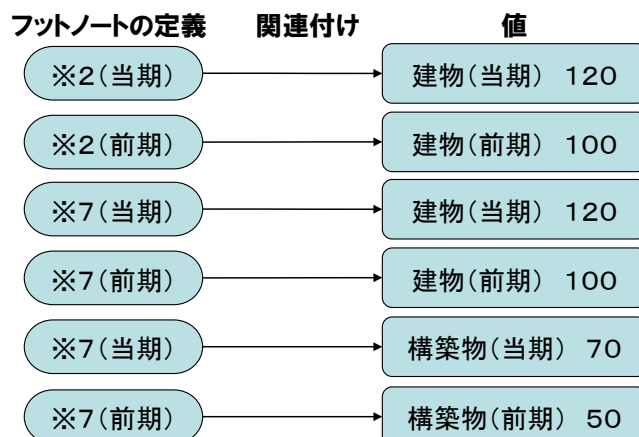 フットノートの定義 関連付け 値
※2(当期) 建物(当期) 120
※2(前期) 建物(前期) 100
※7(当期) 建物(当期) 120
※7(前期) 建物(前期) 100
※7(当期) 構築物(当期) 70
※7(前期) 構築物(前期) 50